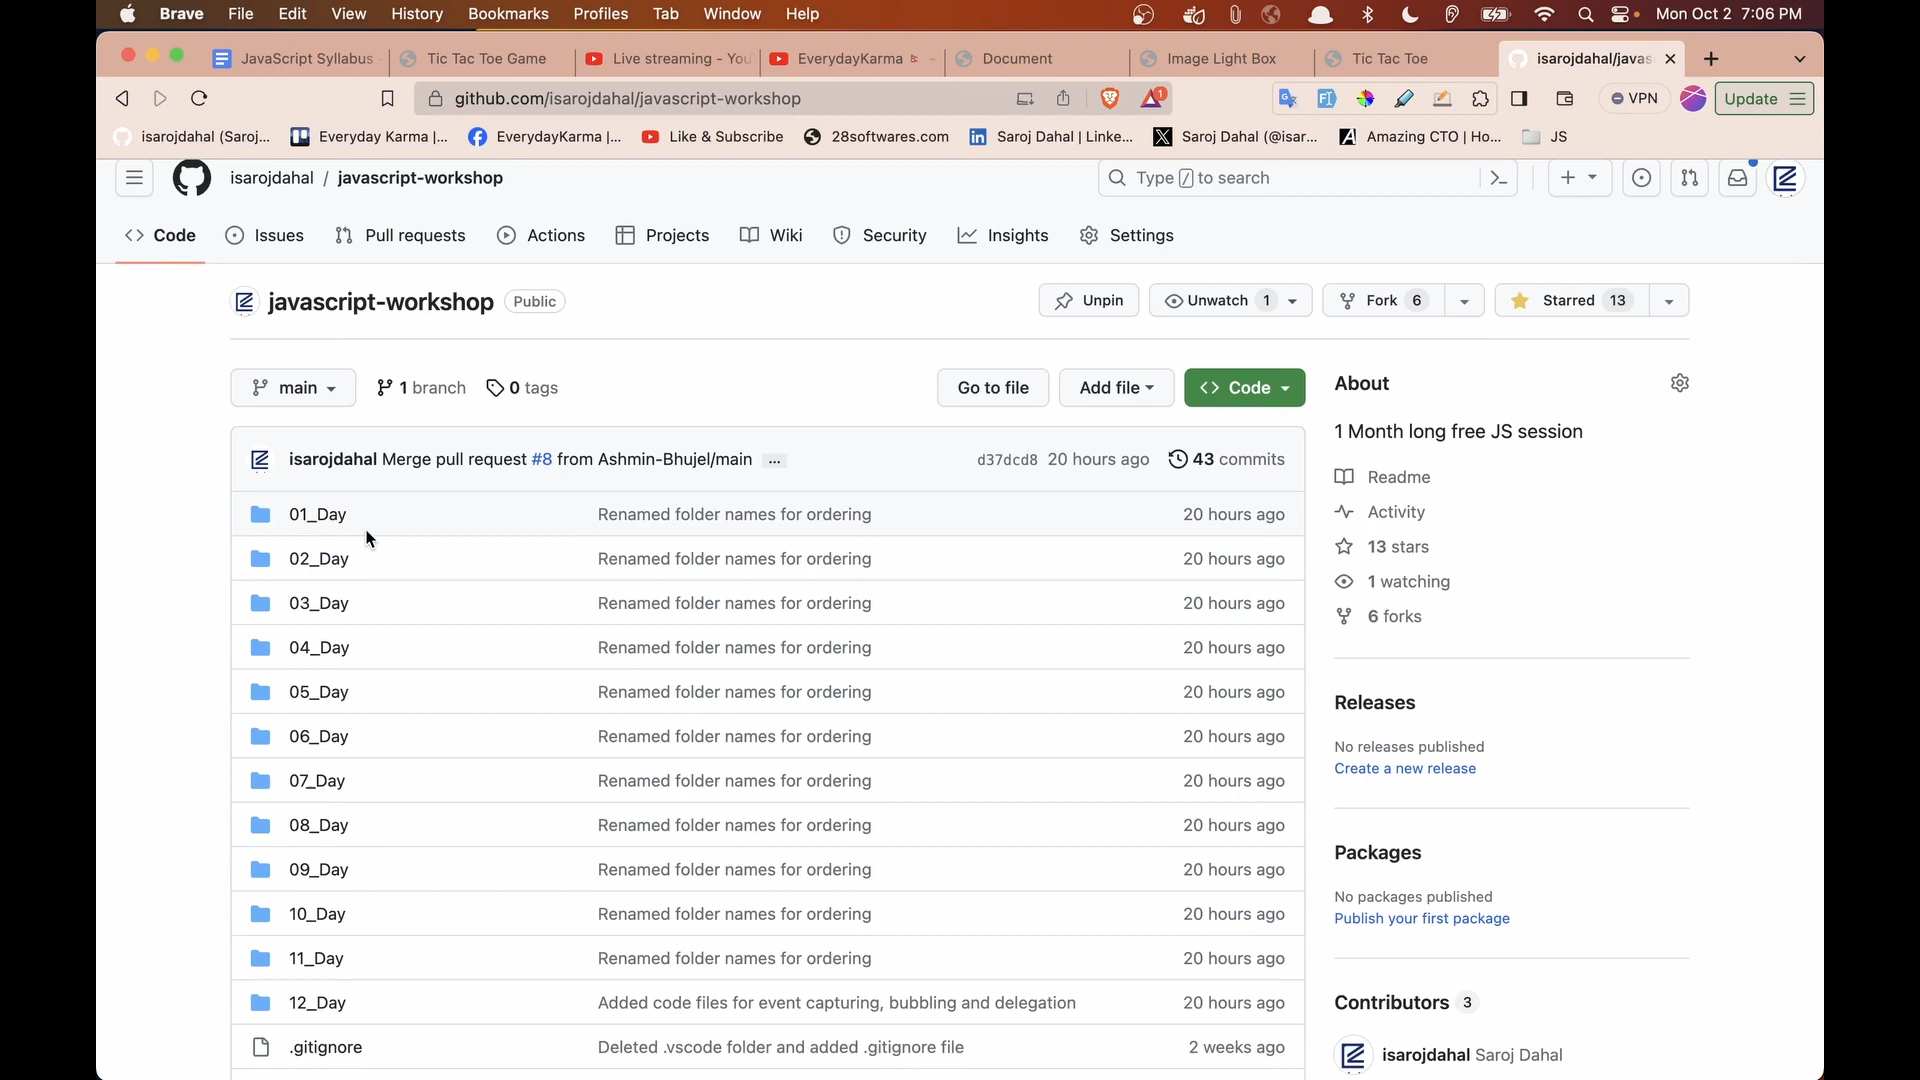 Brave File Edit View History Bookmarks Profiles Tab Window Help Mon Oct 2 7:06 PM
JavaScript Syllabus Tic Tac Toe Game Live streaming - You EverydayKarma Document Image Light Box Tic Tac Toe isarojdahal/javas
github.com/isarojdahal/javascript-workshop 1 VPN Update
isarojdahal (Saroj... Everyday Karma |... EverydayKarma |... Like & Subscribe 28softwares.com Saroj Dahal | Linke... Saroj Dahal (@isar... Amazing CTO | Ho... JS
isarojdahal / javascript-workshop Type / to search
Code Issues Pull requests Actions Projects Wiki Security Insights Settings
javascript-workshop Public Unpin Unwatch 1 Fork 6 Starred 13
main 1 branch 0 tags Go to file Add file Code
About
1 Month long free JS session
isarojdahal Merge pull request #8 from Ashmin-Bhujel/main ... d37dcd8 20 hours ago 43 commits
Readme
01_Day Renamed folder names for ordering 20 hours ago
Activity
02_Day Renamed folder names for ordering 20 hours ago
13 stars
1 watching
03_Day Renamed folder names for ordering 20 hours ago
6 forks
04_Day Renamed folder names for ordering 20 hours ago
05_Day Renamed folder names for ordering 20 hours ago
Releases
06_Day Renamed folder names for ordering 20 hours ago
No releases published
Create a new release
07_Day Renamed folder names for ordering 20 hours ago
08_Day Renamed folder names for ordering 20 hours ago
Packages
09_Day Renamed folder names for ordering 20 hours ago
No packages published
10_Day Renamed folder names for ordering 20 hours ago
Publish your first package
11_Day Renamed folder names for ordering 20 hours ago
12_Day Added code files for event capturing, bubbling and delegation 20 hours ago
Contributors 3
.gitignore Deleted .vscode folder and added .gitignore file 2 weeks ago
isarojdahal Saroj Dahal